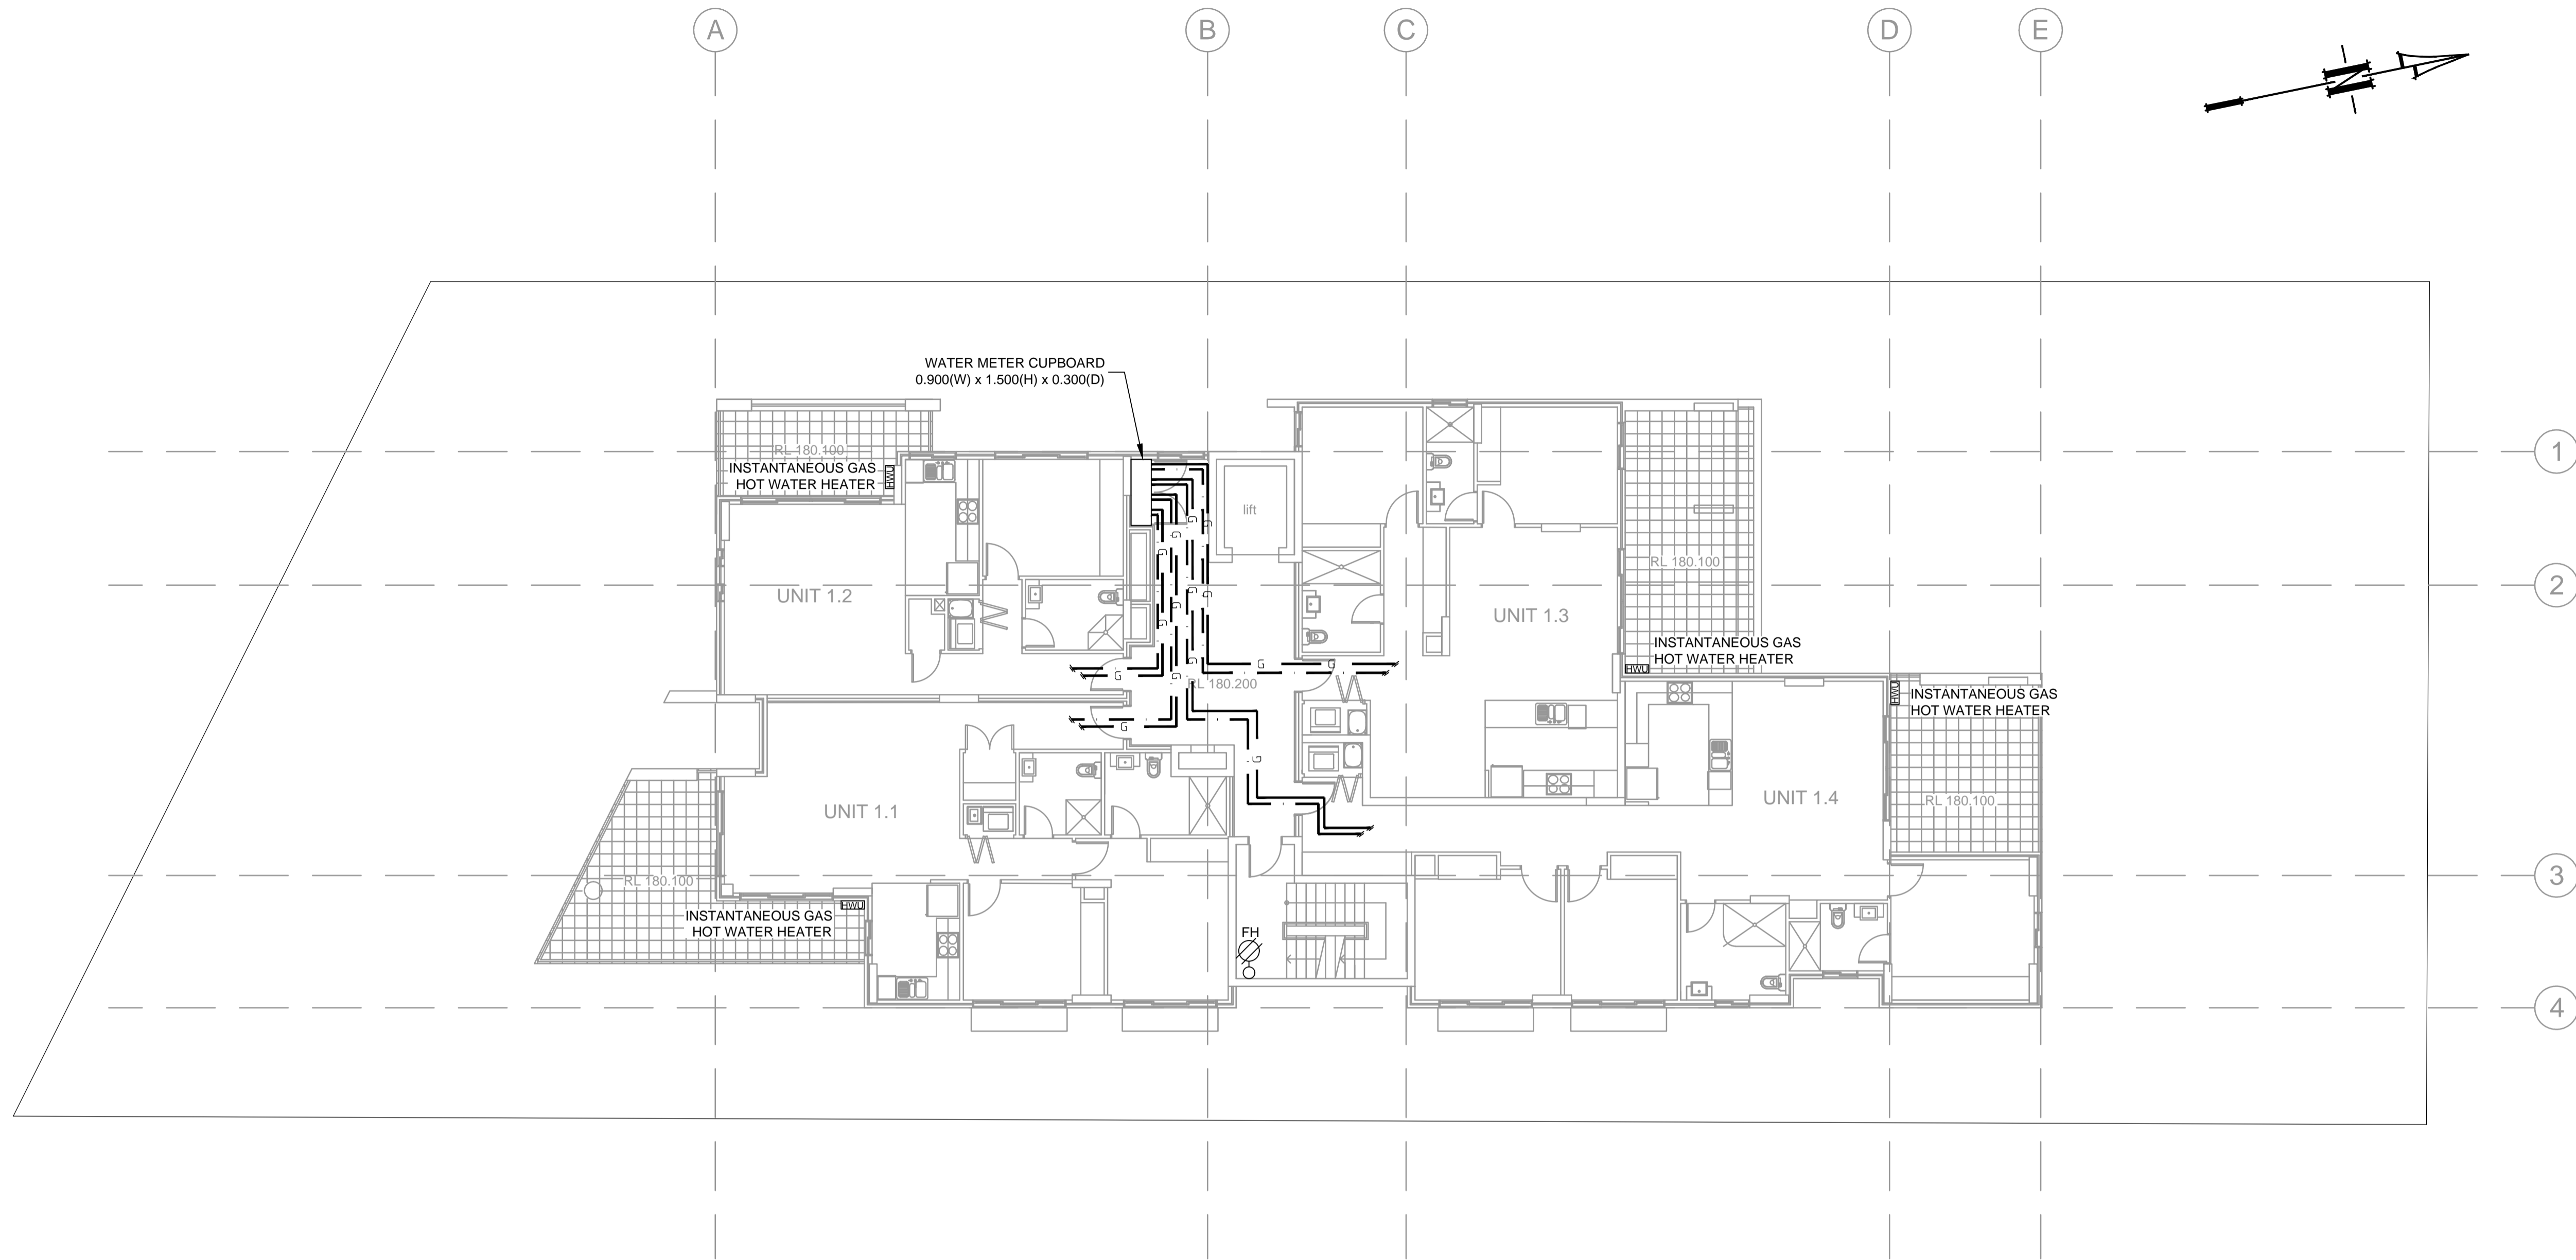 A
B
C
D
E
N
WATER METER CUPBOARD
0.900(W) x 1.500(H) x 0.300(D)
1
RL 180.100
INSTANTANEOUS GAS
HOT WATER HEATER
HWU
lift
G
G
G
G
RL 180.100
2
UNIT 1.2
G
G
G
G
UNIT 1.3
INSTANTANEOUS GAS
HOT WATER HEATER
HWU
G
G
G
G
G
RL 180.200
HWU
INSTANTANEOUS GAS
HOT WATER HEATER
G
G
UNIT 1.1
UNIT 1.4
RL 180.100
3
RL 180.100
HWU
INSTANTANEOUS GAS
HOT WATER HEATER
FH
4